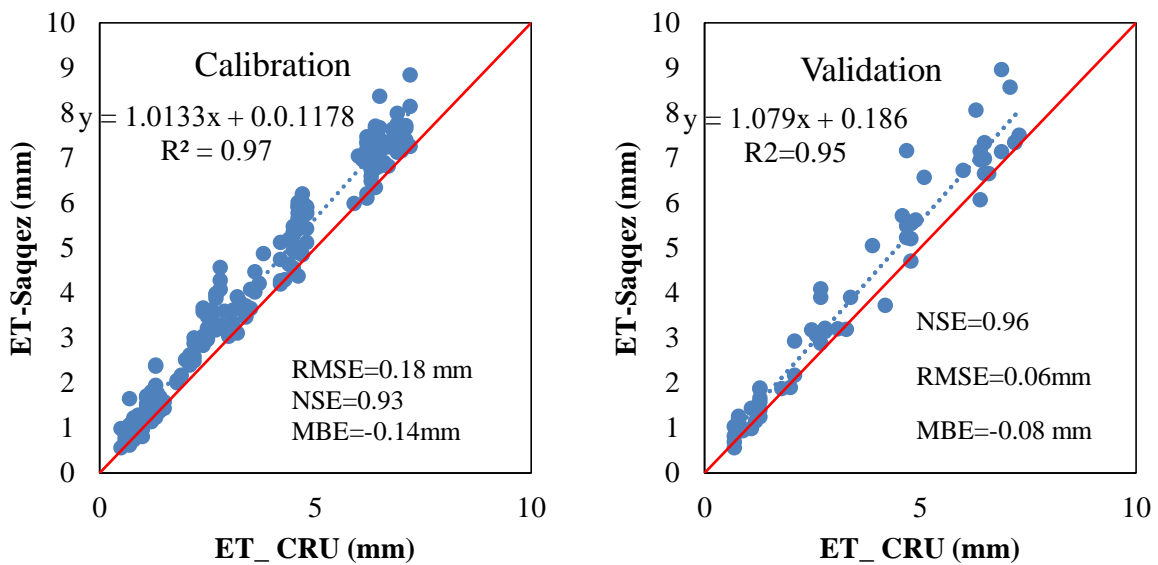 Calibration
y = 1.0133x + 0.0.1178
R² = 0.97
RMSE=0.18 mm
NSE=0.93
MBE=-0.14mm
ET-Saqqez (mm)
10
9
8
7
6
5
4
3
2
1
0
0 5 10
ET_ CRU (mm)
Validation
y = 1.079x + 0.186
R2=0.95
NSE=0.96
RMSE=0.06mm
MBE=-0.08 mm
ET-Saqqez (mm)
10
9
8
7
6
5
4
3
2
1
0
0 5 10
ET_ CRU (mm)